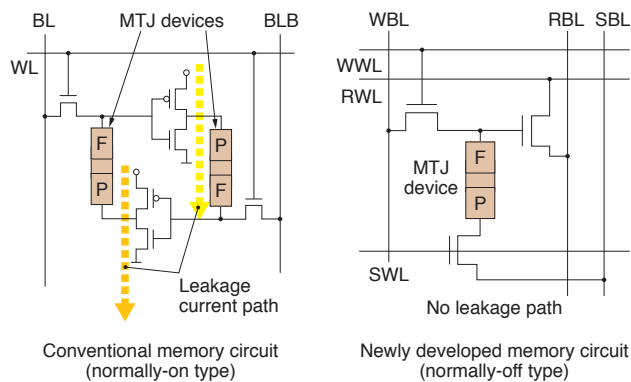 BL MTJ devices BLB
WL
F
P
P
F
Leakage
current path
Conventional memory circuit
(normally-on type)
WBL RBL SBL
WWL
RWL
MTJ
device
F
P
SWL
No leakage path
Newly developed memory circuit
(normally-off type)